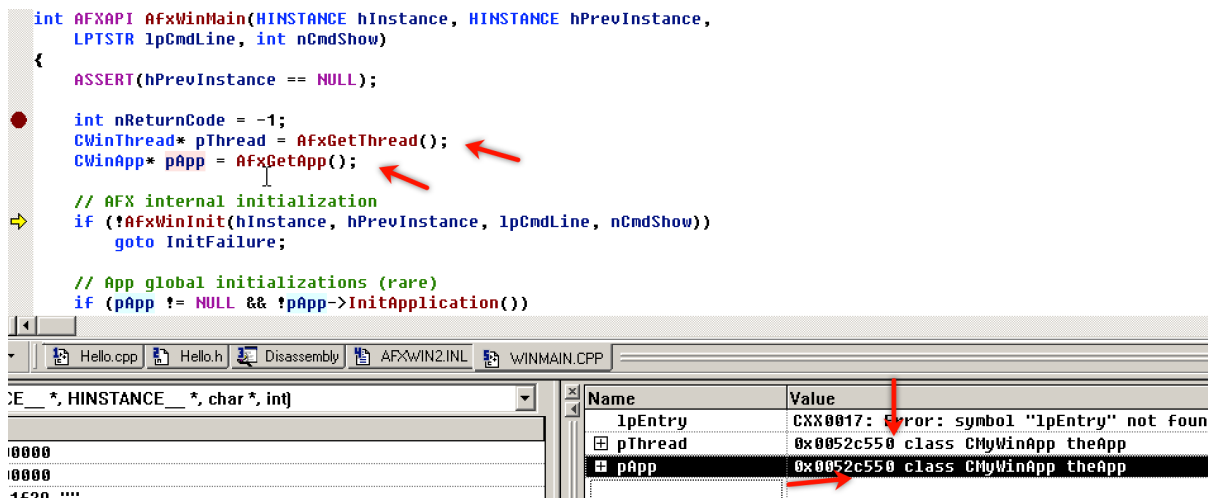 int AFXAPI AfxWinMain(HINSTANCE hInstance, HINSTANCE hPrevInstance,
LPTSTR lpCmdLine, int nCmdShow)
{
ASSERT(hPrevInstance == NULL);
int nReturnCode = -1;
CWinThread* pThread = AfxGetThread();
CWinApp* pApp = AfxGetApp();
// AFX internal initialization
if (!AfxWinInit(hInstance, hPrevInstance, lpCmdLine, nCmdShow))
goto InitFailure;
// App global initializations (rare)
if (pApp != NULL && !pApp->InitApplication())
Hello.cpp Hello.h Disassembly AFXWIN2.INL WINMAIN.CPP
CE__ *, HINSTANCE__ *, char *, int)
Name Value
lpEntry CXX0017: Error: symbol "lpEntry" not foun
pThread 0x0052c550 class CMyWinApp theApp
pApp 0x0052c550 class CMyWinApp theApp
00000
00000